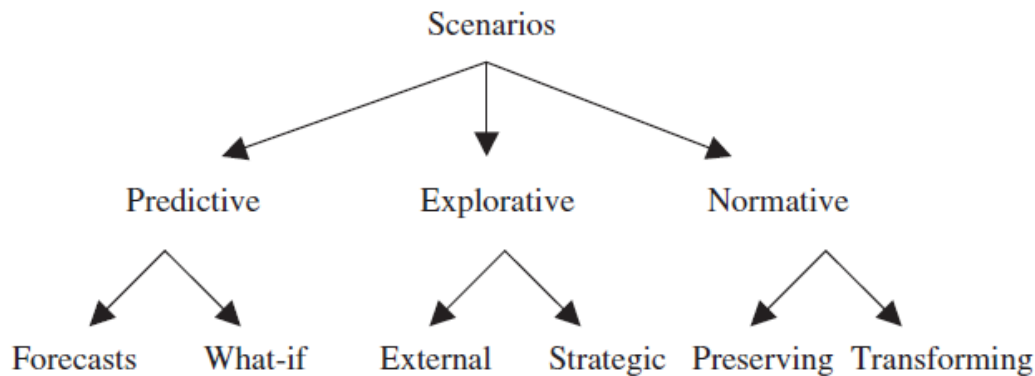 Scenarios
Predictive Explorative Normative
Forecasts What-if External Strategic Preserving Transforming